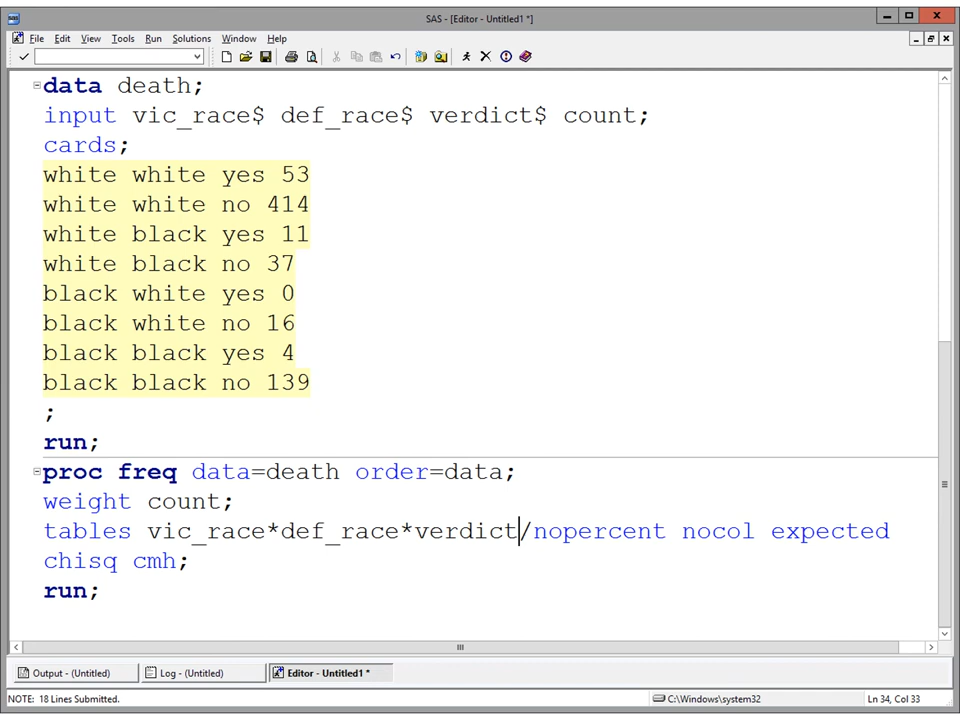 SAS - [Editor - Untitled1 *]
File Edit View Tools Run Solutions Window Help
data death;
input vic_race$ def_race$ verdict$ count;
cards;
white white yes 53
white white no 414
white black yes 11
white black no 37
black white yes 0
black white no 16
black black yes 4
black black no 139
;
run;
proc freq data=death order=data;
weight count;
tables vic_race*def_race*verdict/nopercent nocol expected
chisq cmh;
run;
Output - (Untitled) Log - (Untitled) Editor - Untitled1 *
NOTE: 18 Lines Submitted. C:\Windows\system32 Ln 34, Col 33